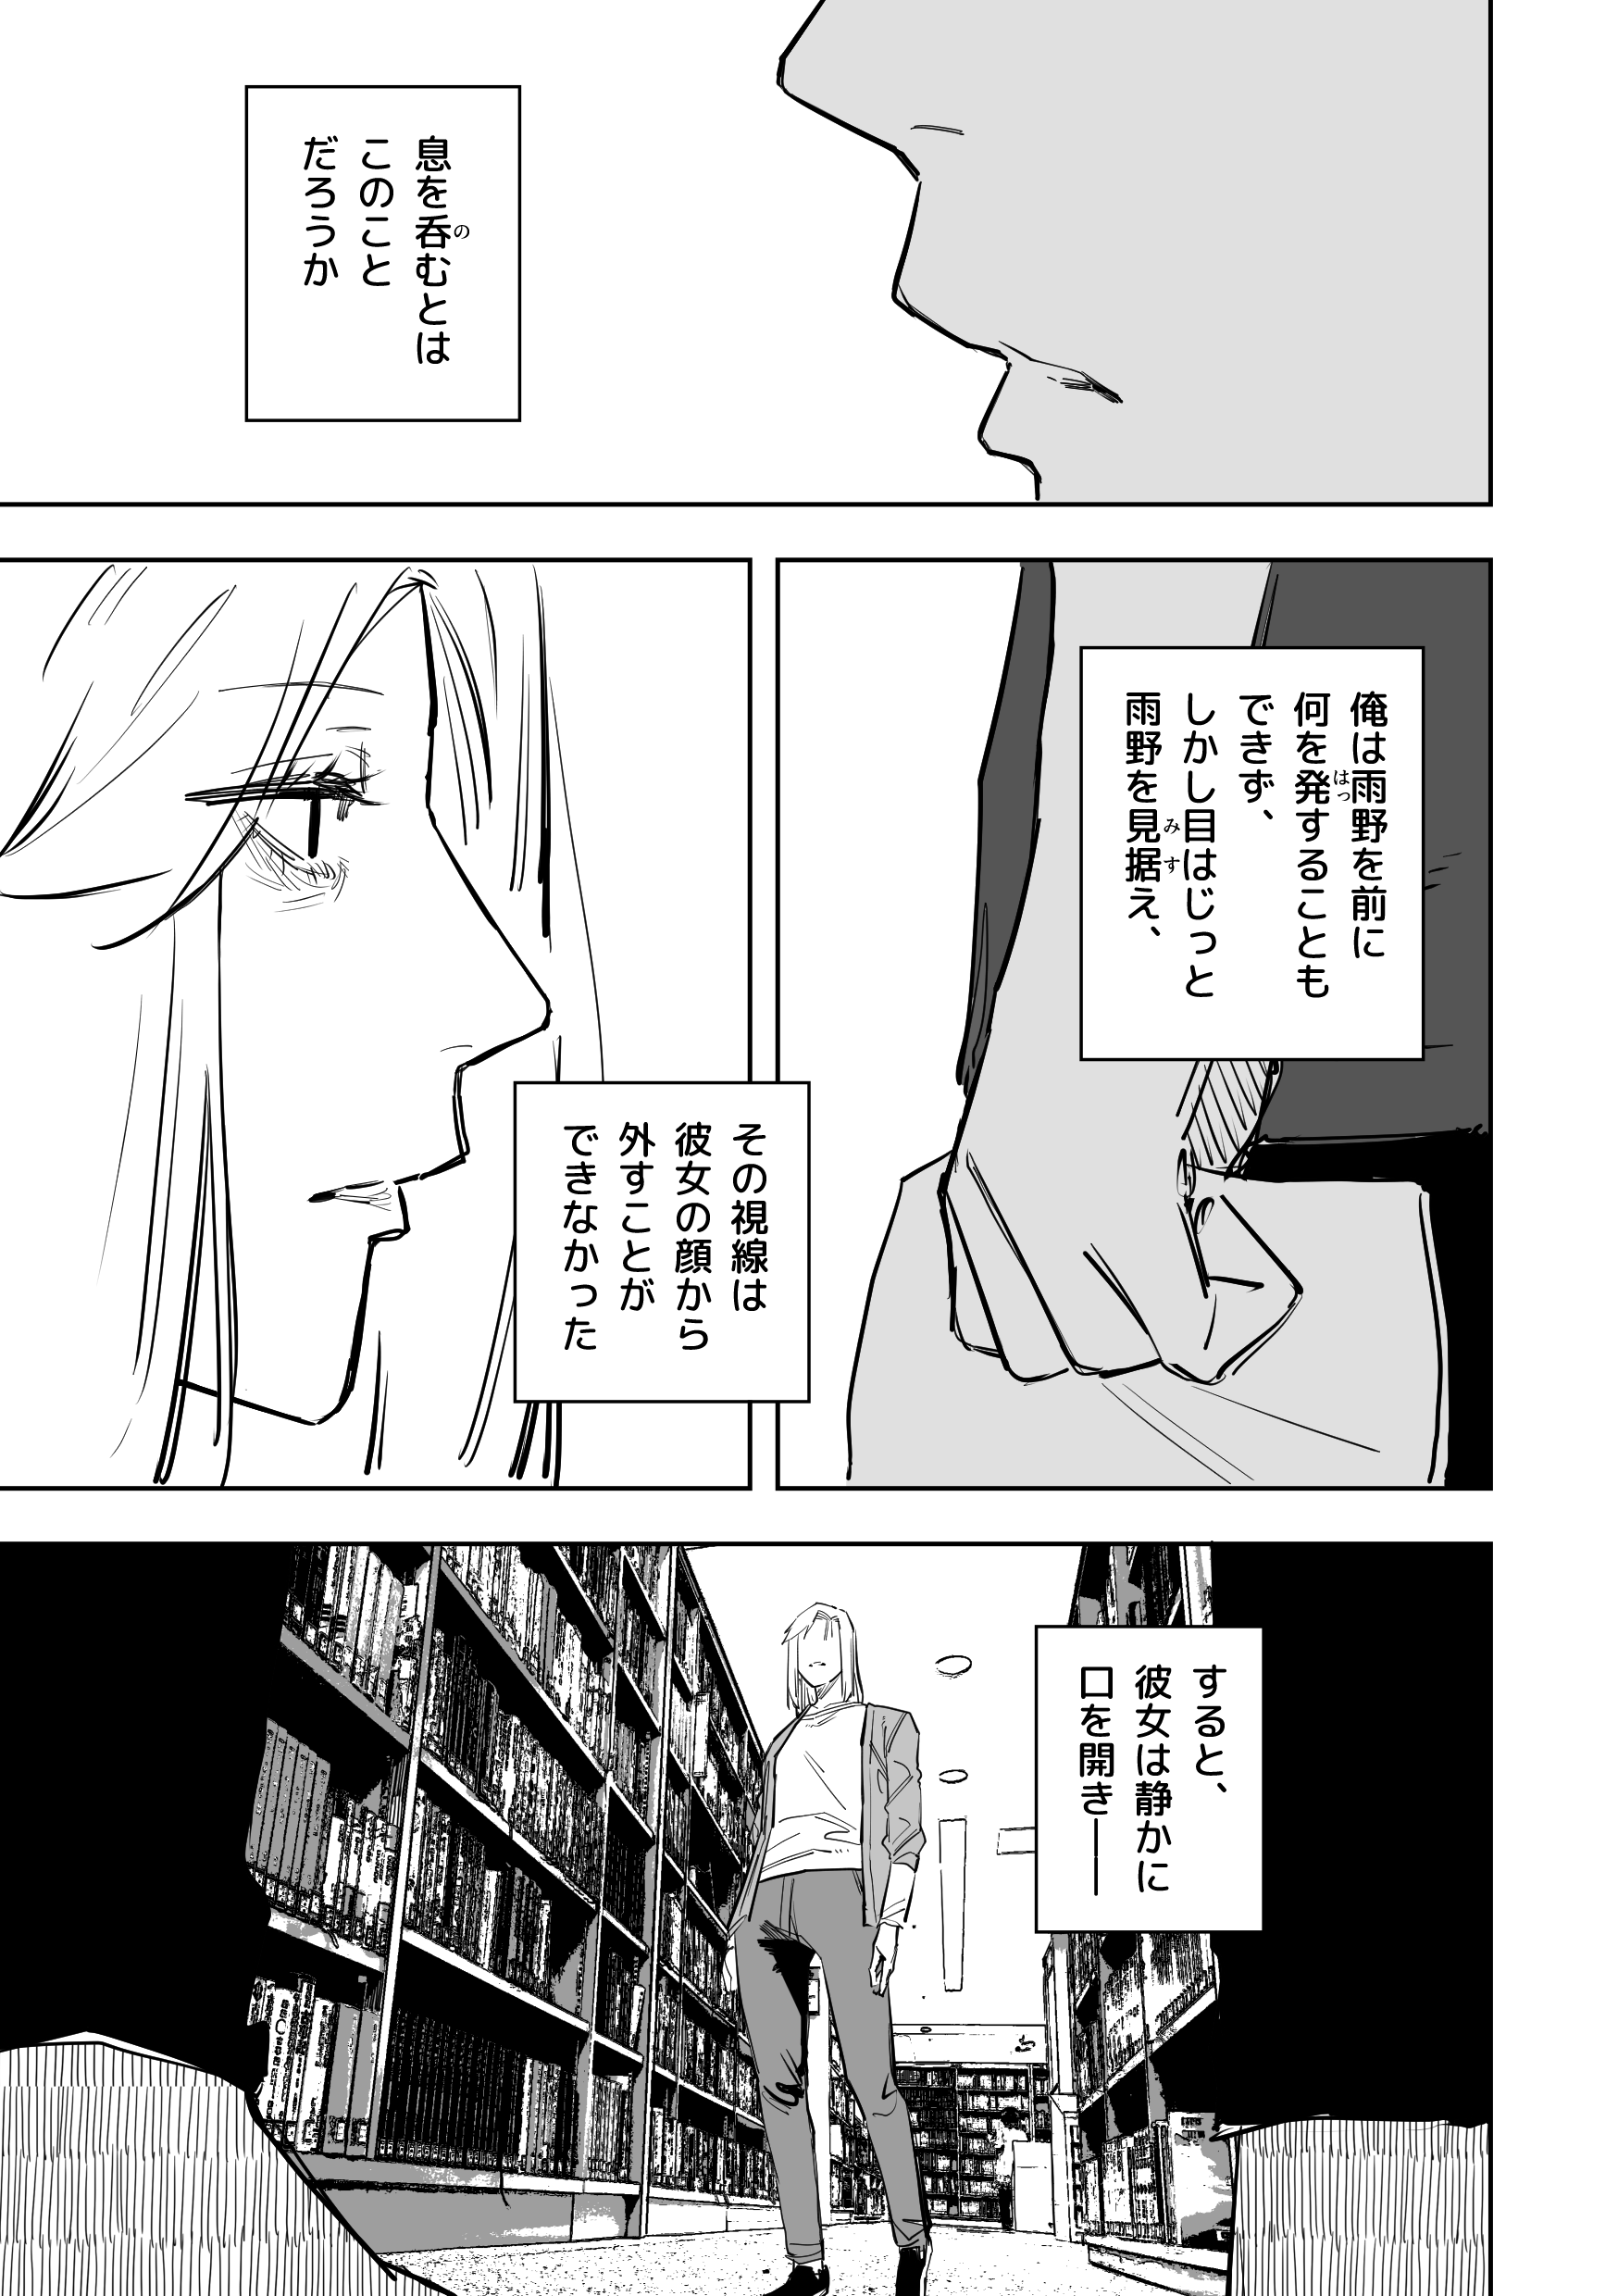 息を呑むとは
このこと
だろうか
俺は雨野を前に
何を発することも
できず、
しかし目はじっと
雨野を見据え、
その視線は
彼女の顔から
外すことが
できなかった
すると、
彼女は静かに
口を開き――